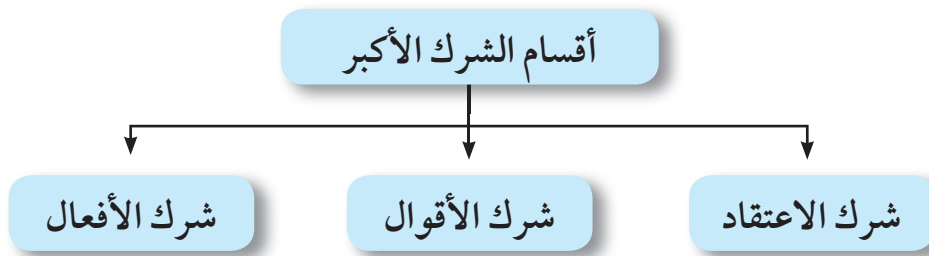 أقسام الشرك الأكبر
شرك الاعتقاد
شرك الأقوال
شرك الأفعال